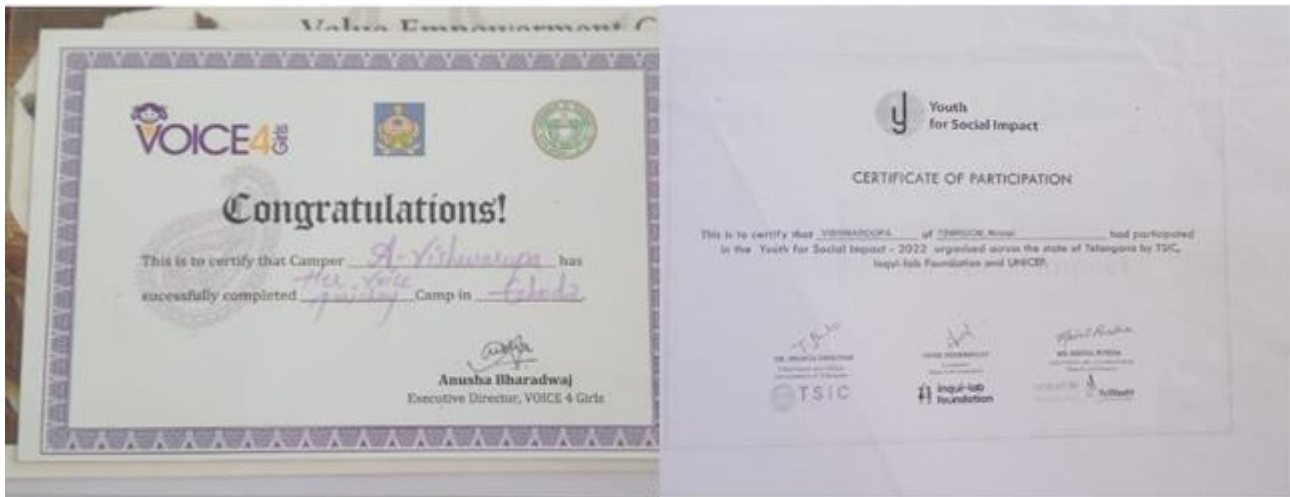 Value Empowerment C
VOICE4Girls
Congratulations!
This is to certify that Camper A-Vishwarupa has
sucessfully completed Her Voice Camp in
Anusha Bharadwaj
Executive Director, VOICE 4 Girls
y
Youth
for Social Impact
CERTIFICATE OF PARTICIPATION
This is to certify that VISHWAROOPA of had participated
in the Youth for Social Impact - 2022 organised across the state of Telangana by TSIC,
Inqui-lab Foundation and UNICEF.
TSIC
inqui-lab
foundation
YuWaah!